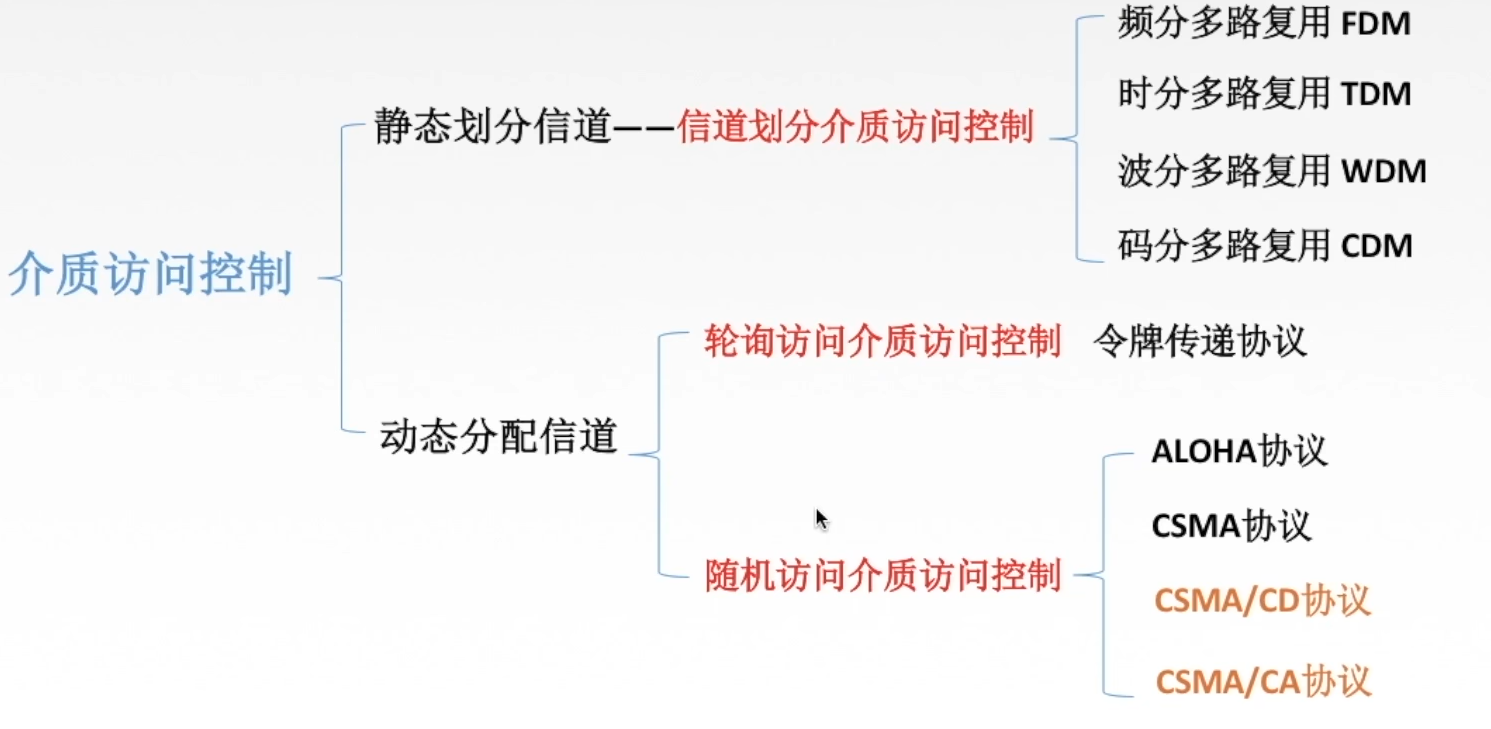 介质访问控制
静态划分信道——信道划分介质访问控制
频分多路复用 FDM
时分多路复用 TDM
波分多路复用 WDM
码分多路复用 CDM
动态分配信道
轮询访问介质访问控制 令牌传递协议
随机访问介质访问控制
ALOHA协议
CSMA协议
CSMA/CD协议
CSMA/CA协议